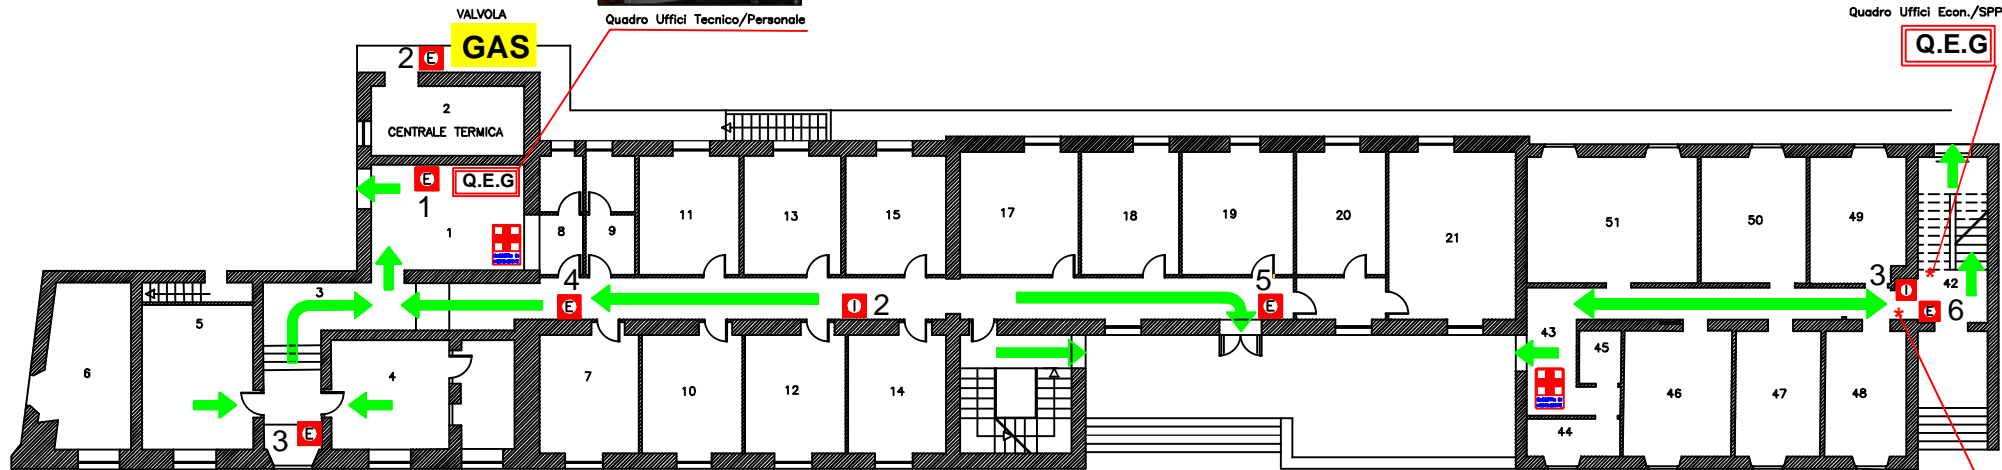 VALVOLA
GAS
Quadro Uffici Tecnico/Personale
Quadro Uffici Econ./SPP
Q.E.G
2
E
2
CENTRALE TERMICA
E
Q.E.G
1
1
8
9
11
13
15
17
18
19
20
21
51
50
49
3
4
E
I
2
5
E
3
I
42
E
6
5
6
4
7
10
12
14
43
45
46
47
48
44
3
E